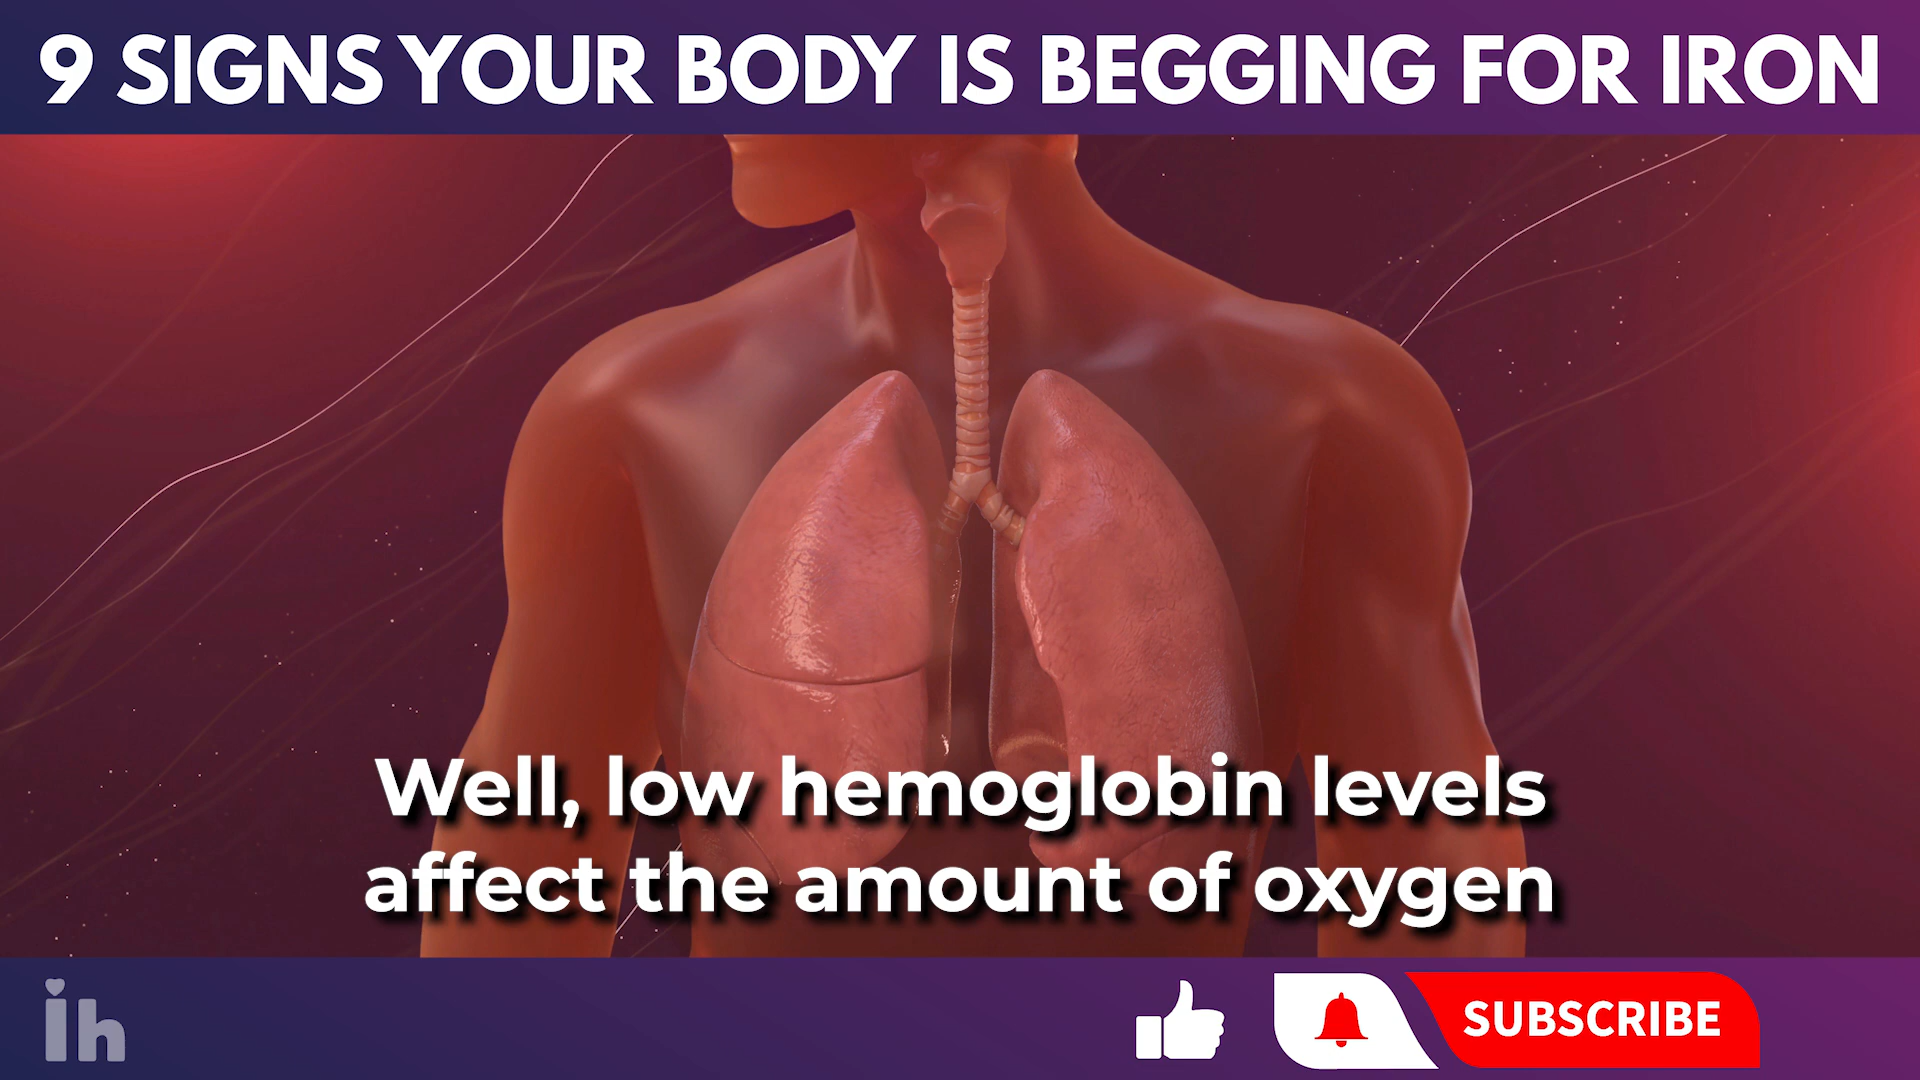 9 SIGNS YOUR BODY IS BEGGING FOR IRON
Well, low hemoglobin levels
affect the amount of oxygen
ih
SUBSCRIBE